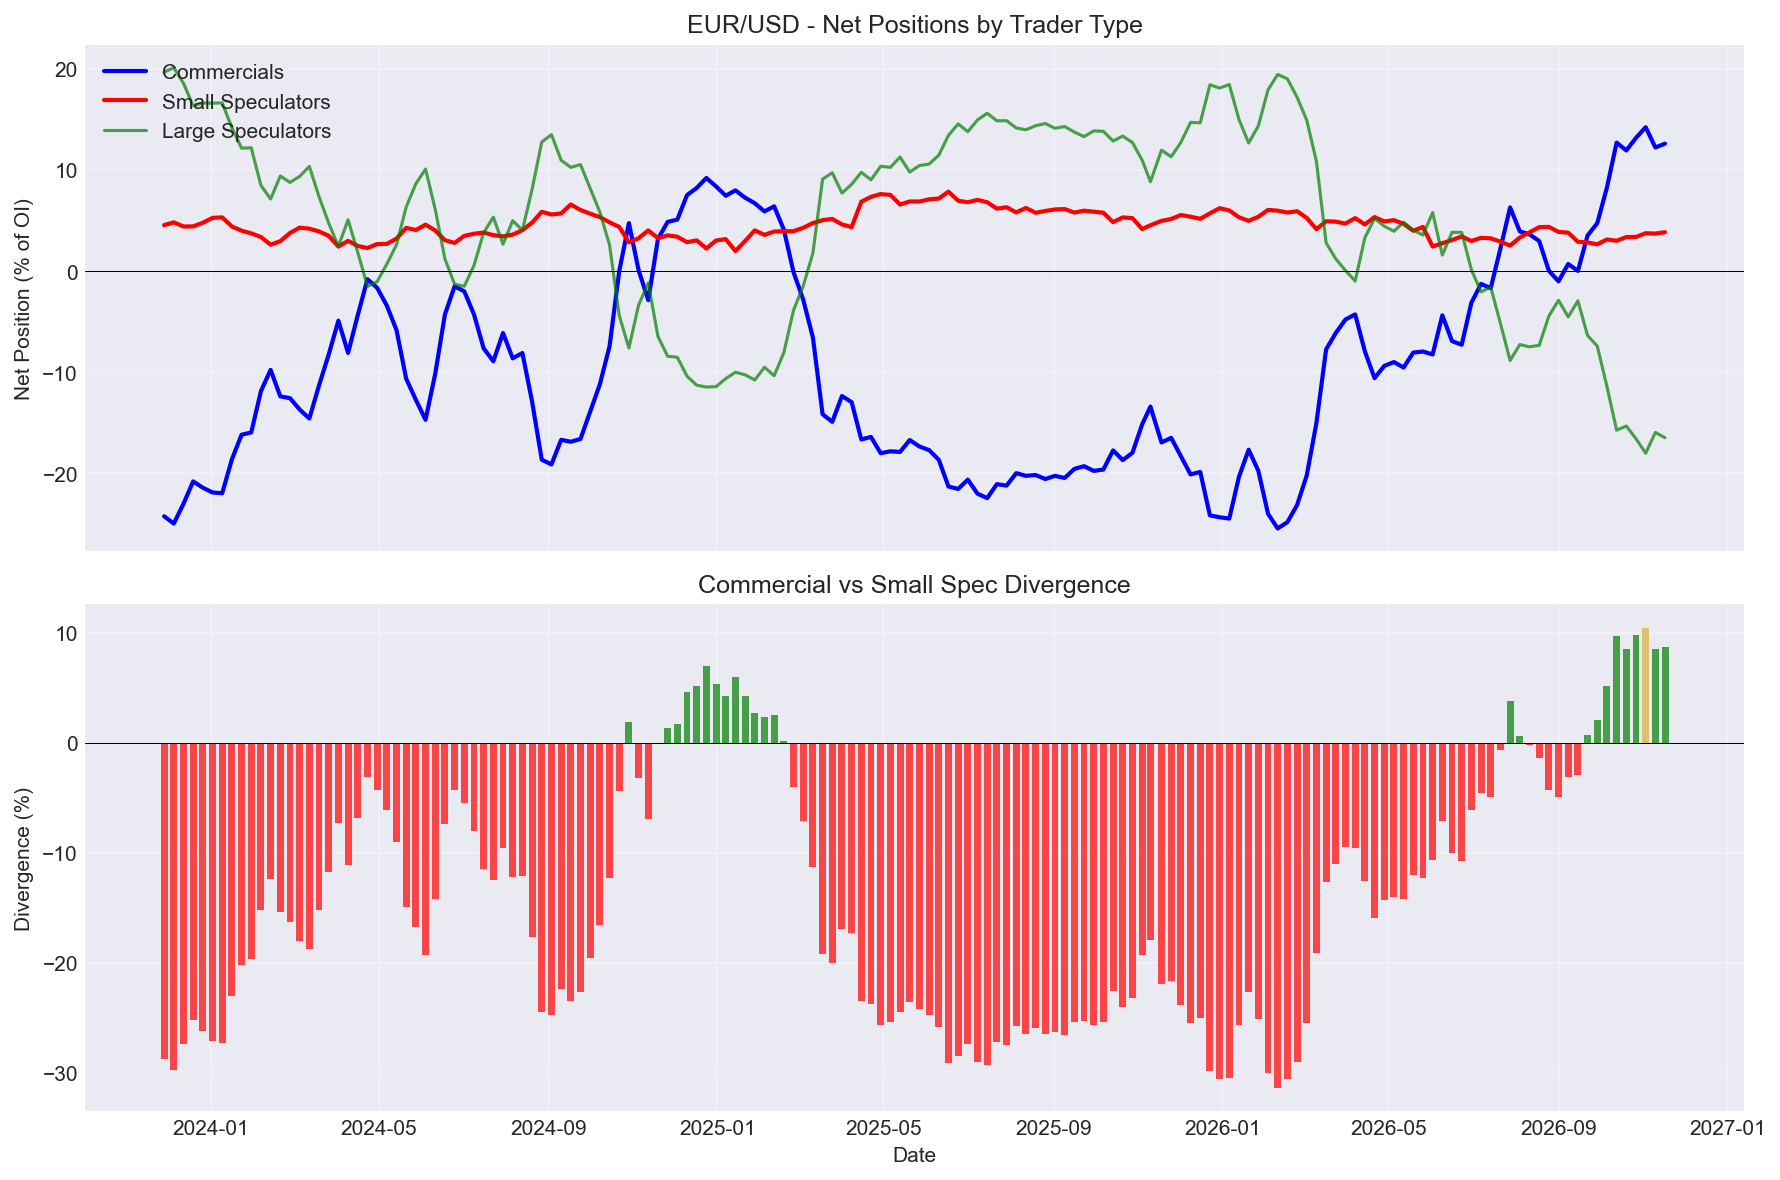 EUR/USD - Net Positions by Trader Type
Commercials
Small Speculators
Large Speculators
Net Position (% of OI)
20
10
0
−10
−20
Commercial vs Small Spec Divergence
Divergence (%)
10
0
−10
−20
−30
2024-01 2024-05 2024-09 2025-01 2025-05 2025-09 2026-01 2026-05 2026-09 2027-01
Date